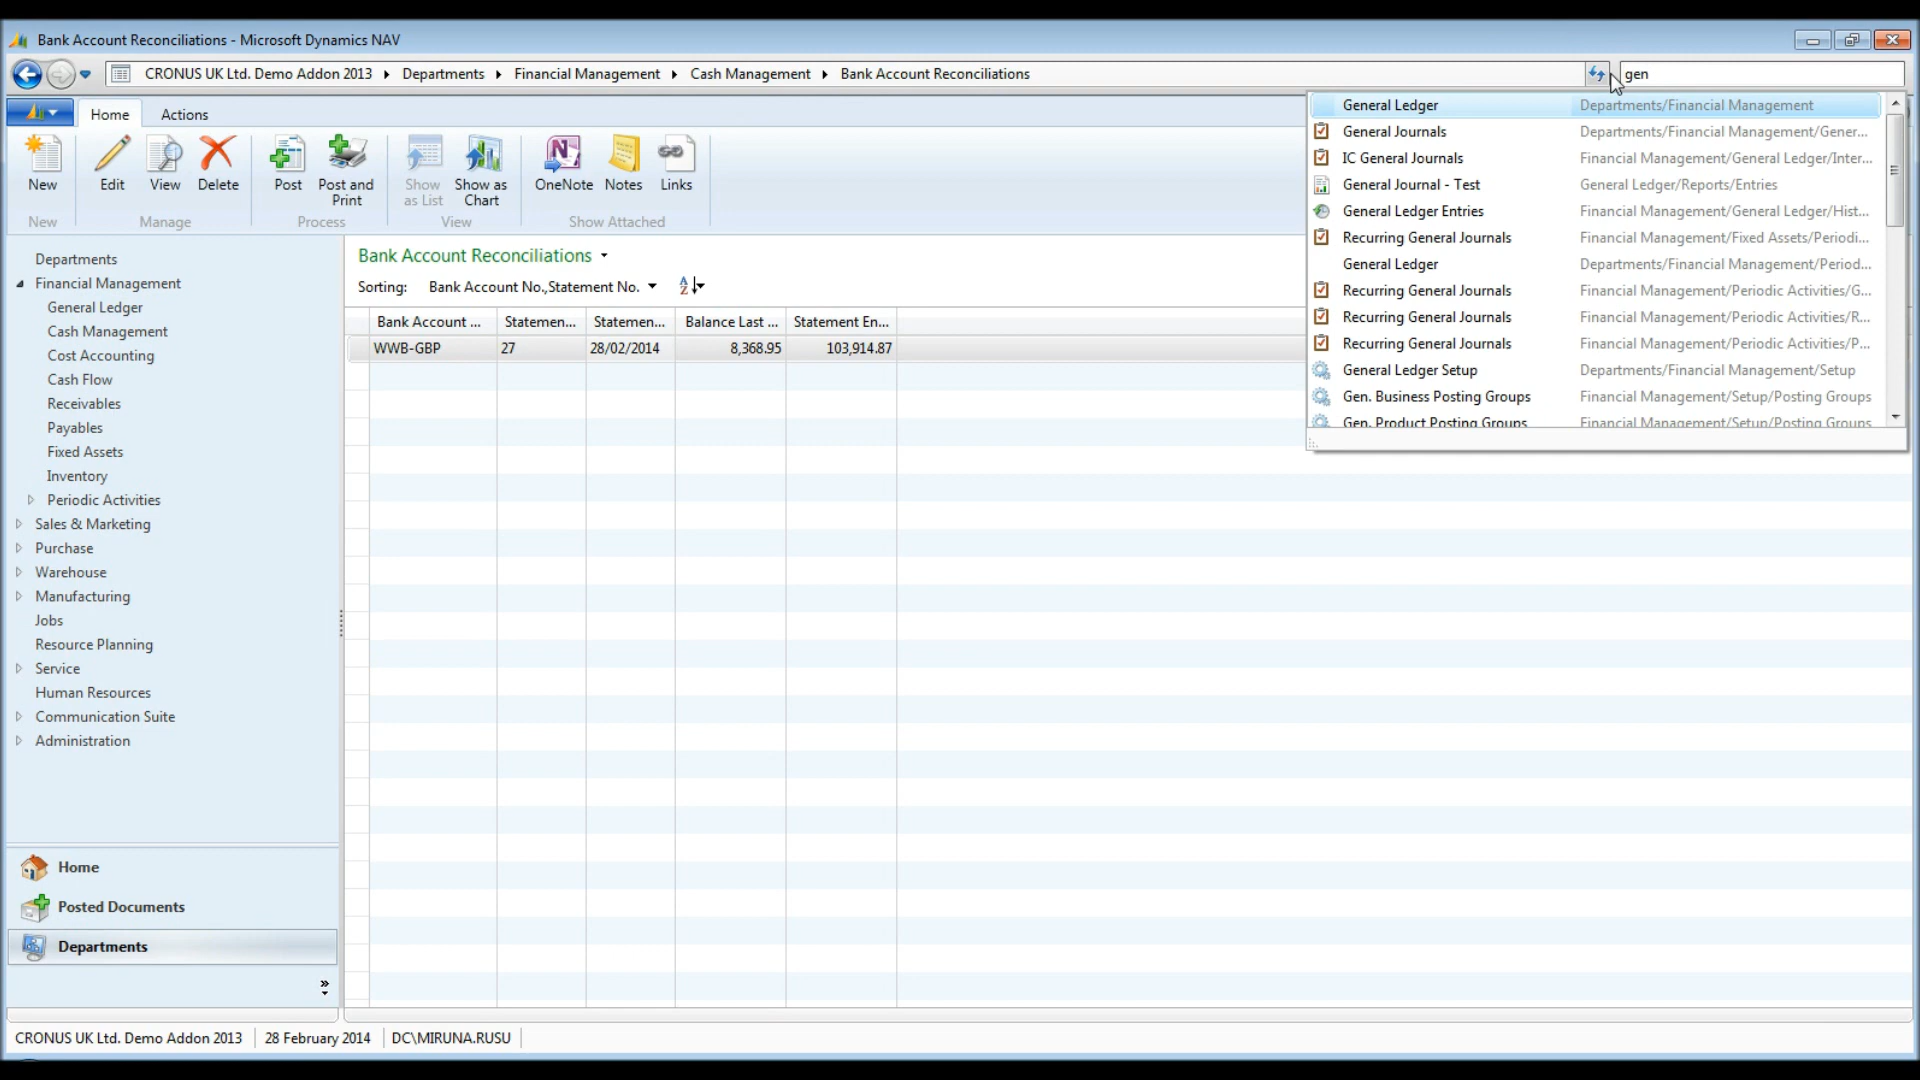 Bank Account Reconciliations - Microsoft Dynamics NAV
CRONUS UK Ltd. Demo Addon 2013 Departments Financial Management Cash Management Bank Account Reconciliations
gen
Home Actions
New
Edit View Delete
Post Post and Print
Show as List Show as Chart
OneNote Notes Links
New Manage Process View Show Attached
General Ledger Departments/Financial Management
General Journals Departments/Financial Management/Gener...
IC General Journals Financial Management/General Ledger/Inter...
General Journal - Test General Ledger/Reports/Entries
General Ledger Entries Financial Management/General Ledger/Hist...
Recurring General Journals Financial Management/Fixed Assets/Periodi...
General Ledger Departments/Financial Management/Period...
Recurring General Journals Financial Management/Periodic Activities/G...
Recurring General Journals Financial Management/Periodic Activities/R...
Recurring General Journals Financial Management/Periodic Activities/P...
General Ledger Setup Departments/Financial Management/Setup
Gen. Business Posting Groups Financial Management/Setup/Posting Groups
Gen. Product Posting Groups Financial Management/Setup/Posting Groups
Departments
Financial Management
General Ledger
Cash Management
Cost Accounting
Cash Flow
Receivables
Payables
Fixed Assets
Inventory
Periodic Activities
Sales & Marketing
Purchase
Warehouse
Manufacturing
Jobs
Resource Planning
Service
Human Resources
Communication Suite
Administration
Home
Posted Documents
Departments
Bank Account Reconciliations
Sorting: Bank Account No.,Statement No.
Bank Account ... Statemen... Statemen... Balance Last ... Statement En...
WWB-GBP 27 28/02/2014 8,368.95 103,914.87
CRONUS UK Ltd. Demo Addon 2013 28 February 2014 DC\MIRUNA.RUSU